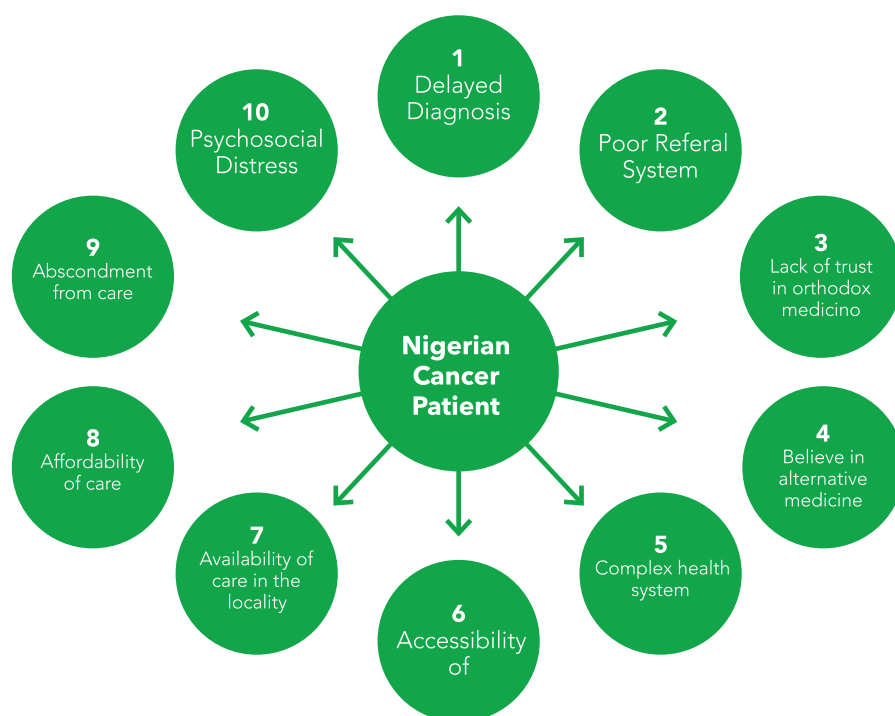 Nigerian
Cancer
Patient
1
Delayed
Diagnosis
2
Poor Referal
System
3
Lack of trust
in orthodox
medicino
4
Believe in
alternative
medicine
5
Complex health
system
6
Accessibility
of
7
Availability of
care in the
locality
8
Affordability
of care
9
Abscondment
from care
10
Psychosocial
Distress